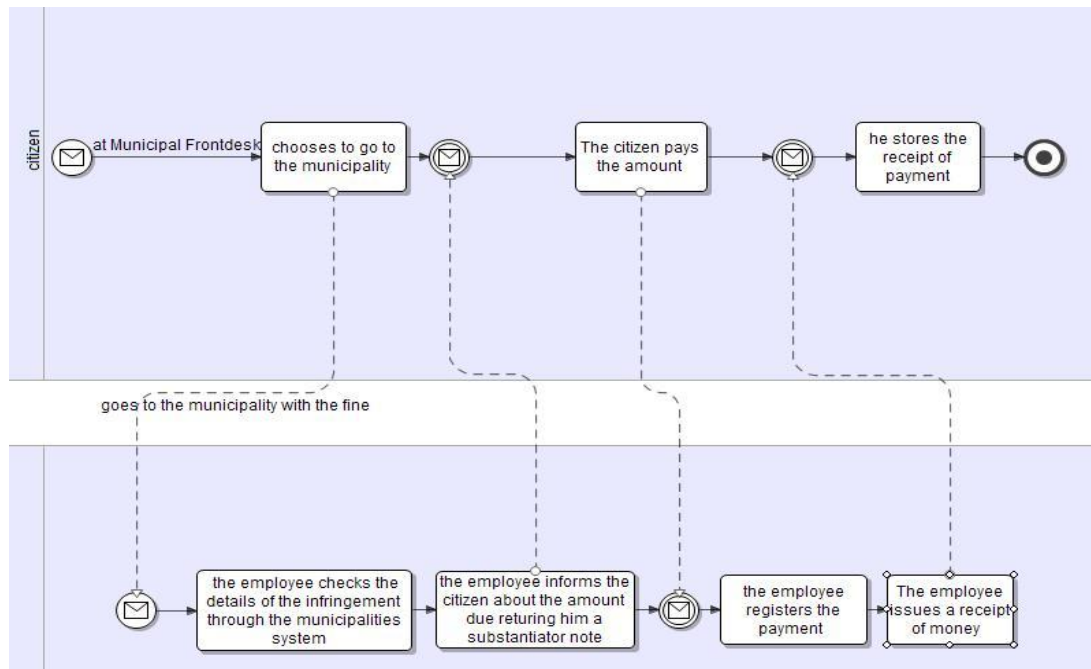 citizen
at Municipal Frontdesk
chooses to go to
the municipality
The citizen pays
the amount
he stores the
receipt of
payment
goes to the municipality with the fine
the employee checks the
details of the infringement
through the municipalities
system
the employee informs the
citizen about the amount
due returing him a
substantiator note
the employee
registers the
payment
The employee
issues a receipt
of money